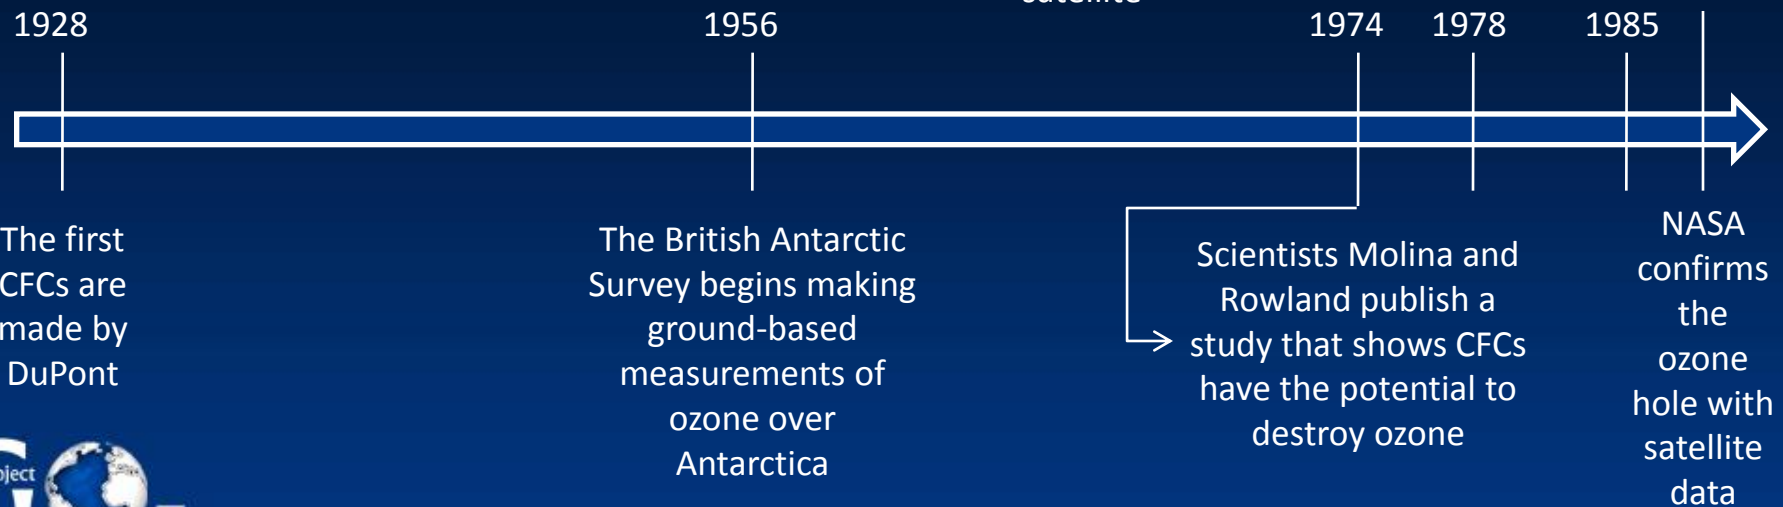 1928
1956
1974
1978
1985
The first
CFCs are
made by
DuPont
The British Antarctic
Survey begins making
ground-based
measurements of
ozone over
Antarctica
Scientists Molina and
Rowland publish a
study that shows CFCs
have the potential to
destroy ozone
NASA
confirms
the
ozone
hole with
satellite
data